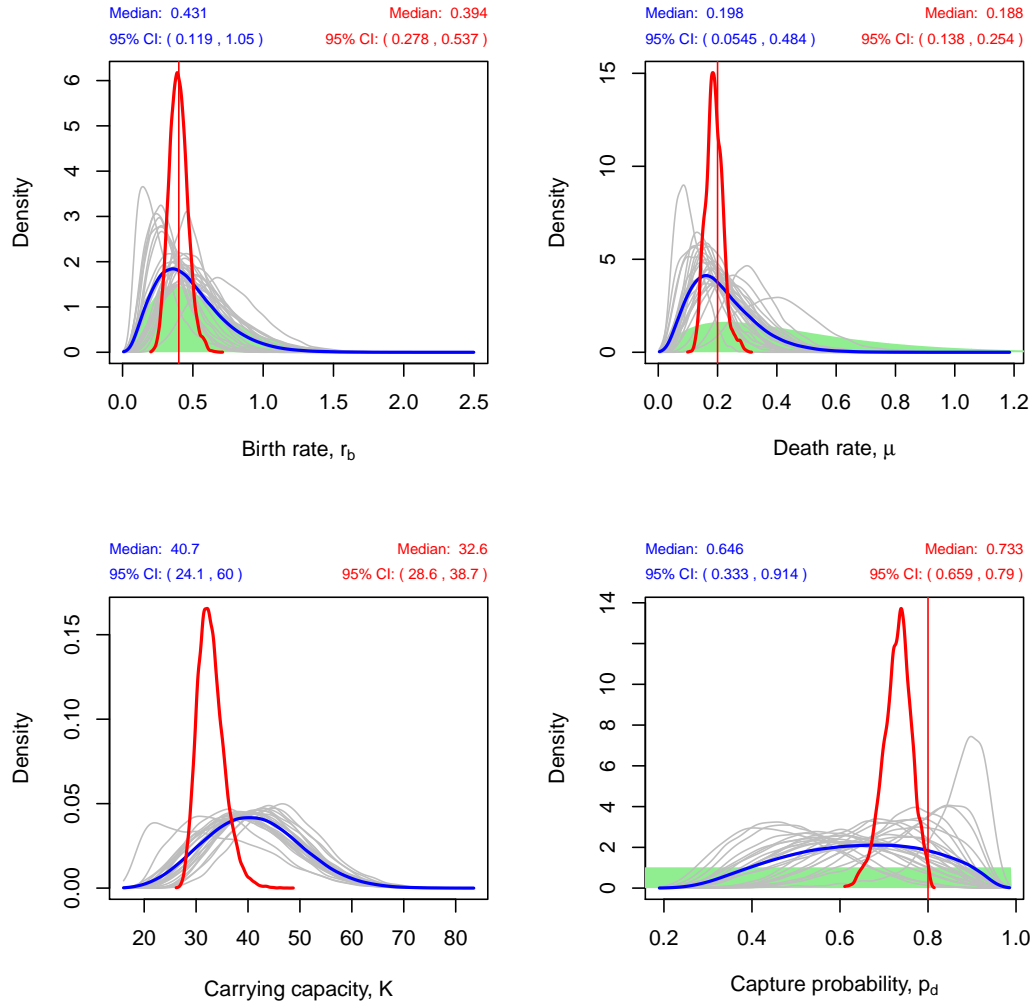 Median: 0.431 Median: 0.394
95% CI: ( 0.119 , 1.05 ) 95% CI: ( 0.278 , 0.537 )
Density
6
5
4
3
2
1
0
0.0 0.5 1.0 1.5 2.0 2.5
Birth rate, r_b
Median: 0.198 Median: 0.188
95% CI: ( 0.0545 , 0.484 ) 95% CI: ( 0.138 , 0.254 )
Density
15
10
5
0
0.0 0.2 0.4 0.6 0.8 1.0 1.2
Death rate, μ
Median: 40.7 Median: 32.6
95% CI: ( 24.1 , 60 ) 95% CI: ( 28.6 , 38.7 )
Density
0.15
0.10
0.05
0.00
20 30 40 50 60 70 80
Carrying capacity, K
Median: 0.646 Median: 0.733
95% CI: ( 0.333 , 0.914 ) 95% CI: ( 0.659 , 0.79 )
Density
14
12
10
8
6
4
2
0
0.2 0.4 0.6 0.8 1.0
Capture probability, p_d